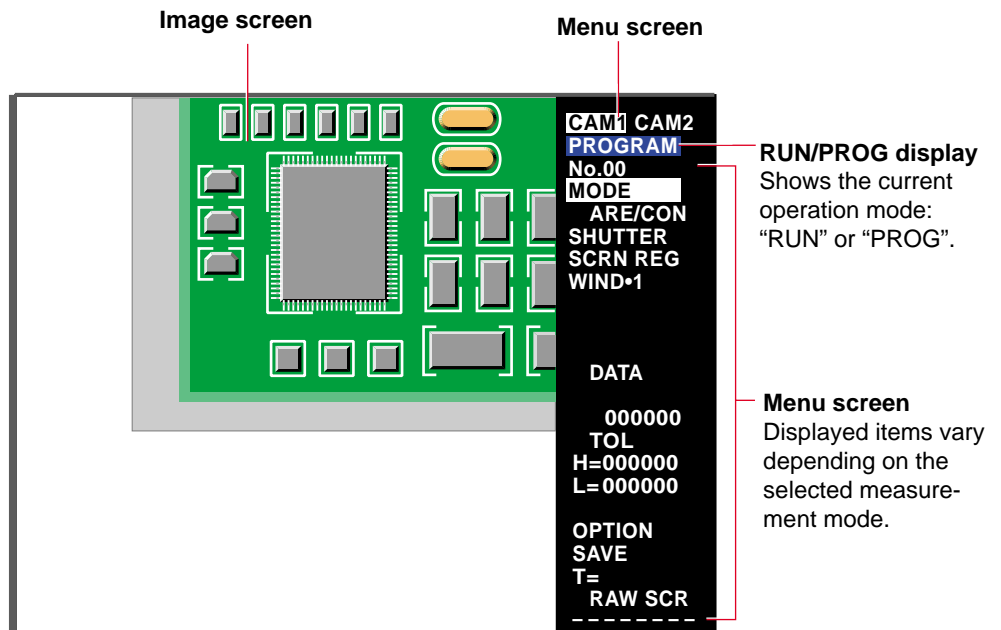 Image screen
Menu screen
CAM1 CAM2
PROGRAM
No.00
MODE
ARE/CON
SHUTTER
SCRN REG
WIND•1
DATA
000000
TOL
H=000000
L=000000
OPTION
SAVE
T=
RAW SCR
--------
RUN/PROG display
Shows the current
operation mode:
“RUN” or “PROG”.
Menu screen
Displayed items vary
depending on the
selected measure-
ment mode.